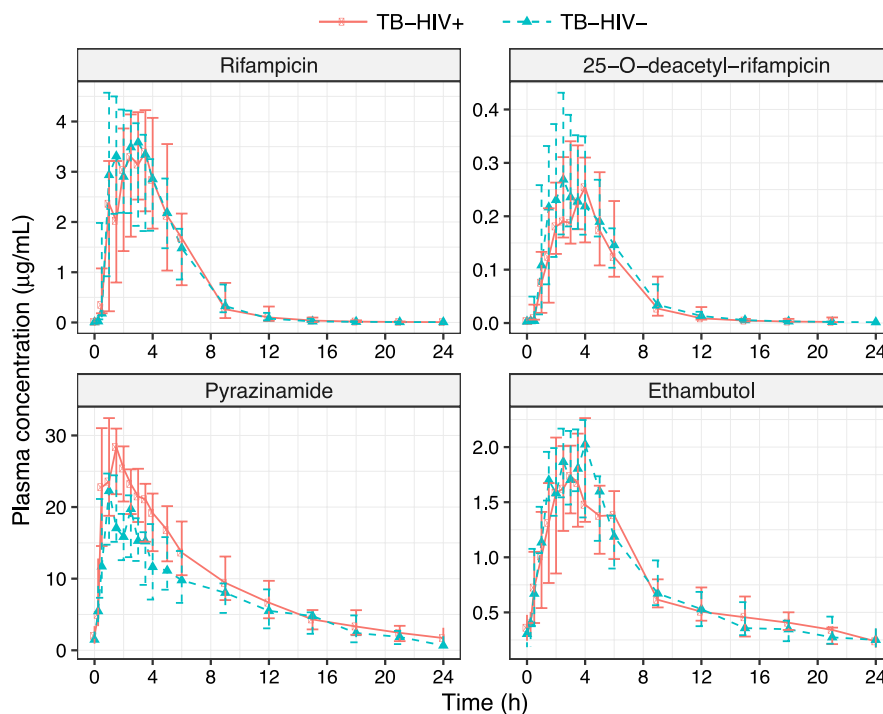 TB−HIV+ TB−HIV−
Rifampicin 25−O−deacetyl−rifampicin
4
3
2
1
0
0 4 8 12 16 20 24
0.4
0.3
0.2
0.1
0.0
0 4 8 12 16 20 24
Pyrazinamide Ethambutol
30
20
10
0
0 4 8 12 16 20 24
2.0
1.5
1.0
0.5
0 4 8 12 16 20 24
Plasma concentration (μg/mL)
Time (h)